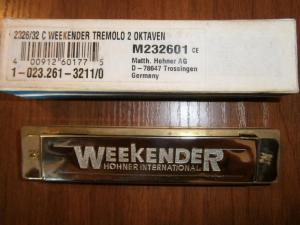 4 00912 60177 5
2326/32 C WEEKENDER TREMOLO 2 OKTAVEN
M232601 CE
1-023.261-3211/0
Matth. Hohner AG
D – 78647 Trossingen
Germany
WEEKENDER
HOHNER INTERNATIONAL